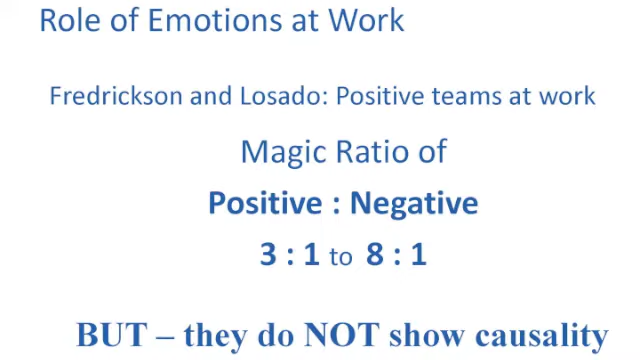 Role of Emotions at Work
Fredrickson and Losado: Positive teams at work
Magic Ratio of
Positive : Negative
3 : 1 to 8 : 1
BUT – they do NOT show causality